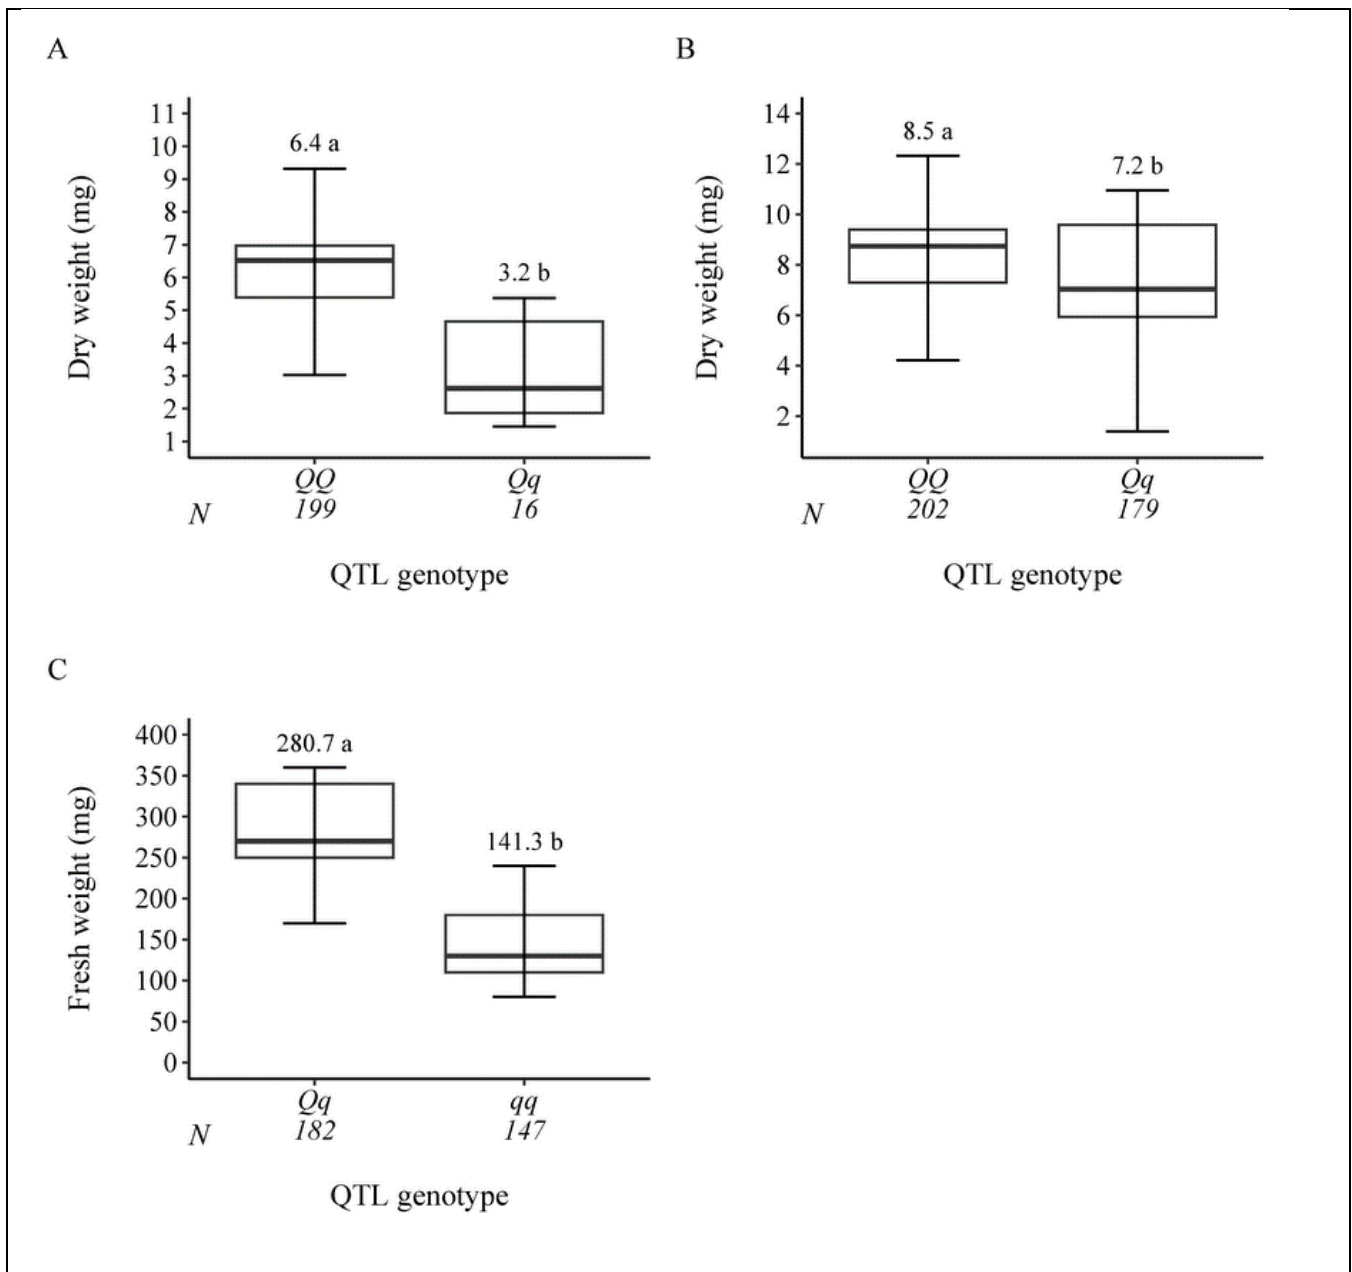 A
11
10
9
8
7
6
5
4
3
2
1
Dry weight (mg)
6.4 a
3.2 b
QQ Qq
N 199 16
QTL genotype
B
14
12
10
8
6
4
2
Dry weight (mg)
8.5 a
7.2 b
QQ Qq
N 202 179
QTL genotype
C
400
350
300
250
200
150
100
50
0
Fresh weight (mg)
280.7 a
141.3 b
Qq qq
N 182 147
QTL genotype